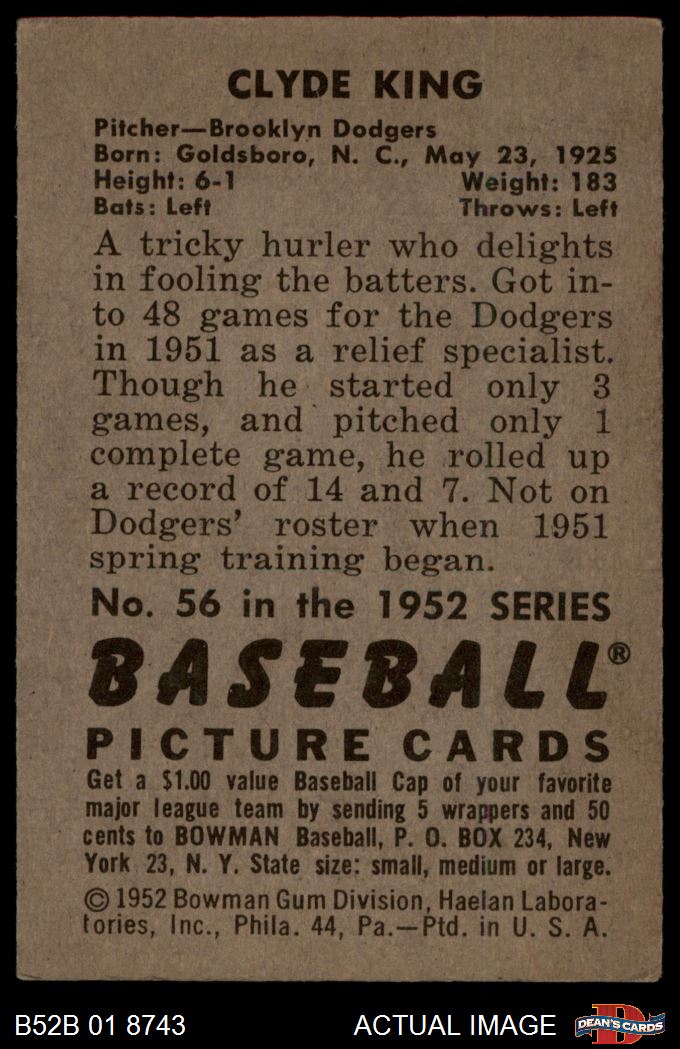 CLYDE KING
Pitcher—Brooklyn Dodgers
Born: Goldsboro, N. C., May 23, 1925
Height: 6-1 Weight: 183
Bats: Left Throws: Left
A tricky hurler who delights
in fooling the batters. Got in-
to 48 games for the Dodgers
in 1951 as a relief specialist.
Though he started only 3
games, and pitched only 1
complete game, he rolled up
a record of 14 and 7. Not on
Dodgers' roster when 1951
spring training began.
No. 56 in the 1952 SERIES
BASEBALL®
PICTURE CARDS
Get a $1.00 value Baseball Cap of your favorite
major league team by sending 5 wrappers and 50
cents to BOWMAN Baseball, P. O. BOX 234, New
York 23, N. Y. State size: small, medium or large.
© 1952 Bowman Gum Division, Haelan Labora-
tories, Inc., Phila. 44, Pa.—Ptd. in U. S. A.
B52B 01 8743 ACTUAL IMAGE D DEAN'S CARDS